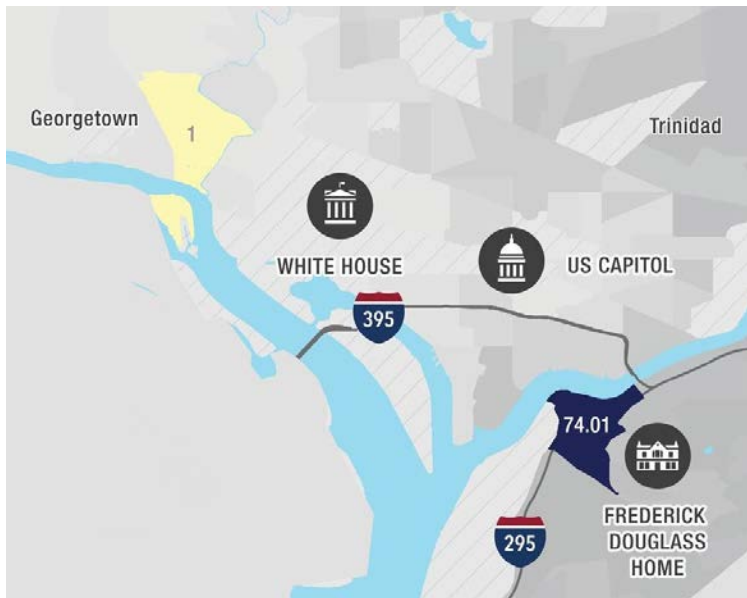 Georgetown
1
Trinidad
WHITE HOUSE
US CAPITOL
395
74.01
295
FREDERICK
DOUGLASS
HOME